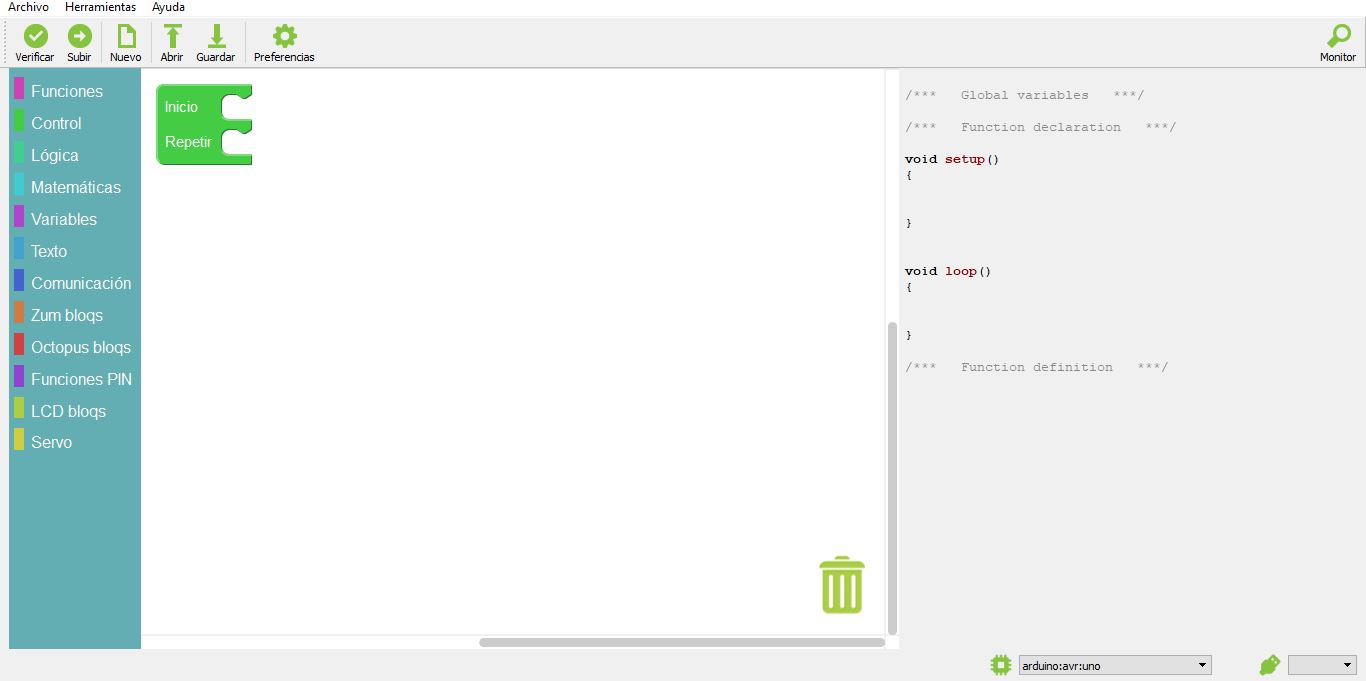 Archivo Herramientas Ayuda
Verificar Subir Nuevo Abrir Guardar Preferencias Monitor
Funciones
Control
Lógica
Matemáticas
Variables
Texto
Comunicación
Zum bloqs
Octopus bloqs
Funciones PIN
LCD bloqs
Servo
Inicio
Repetir
/*** Global variables ***/
/*** Function declaration ***/
void setup()
{
}
void loop()
{
}
/*** Function definition ***/
arduino:avr:uno